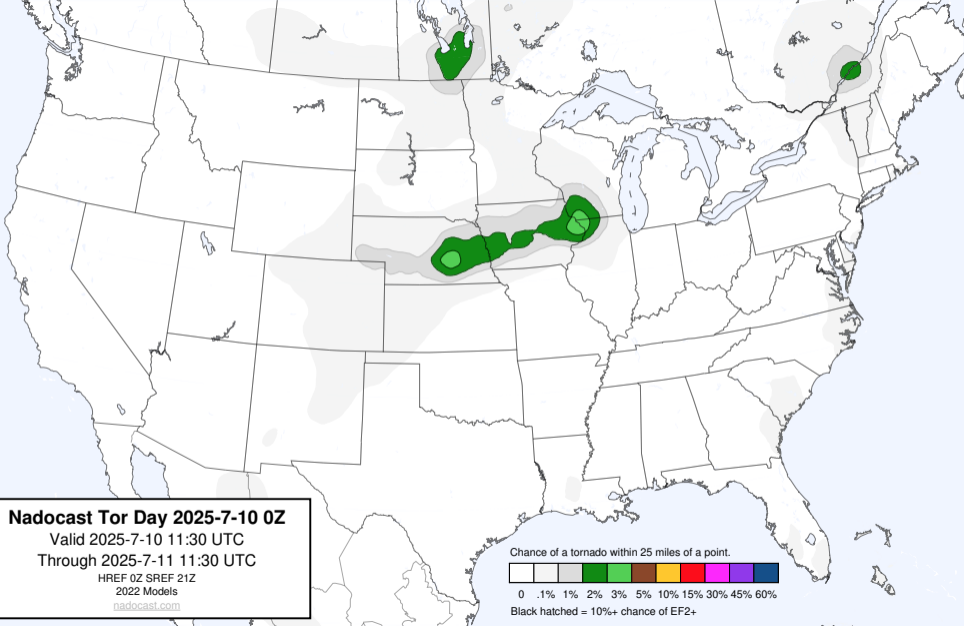 Nadocast Tor Day 2025-7-10 0Z
Valid 2025-7-10 11:30 UTC
Through 2025-7-11 11:30 UTC
HREF 0Z SREF 21Z
2022 Models
nadocast.com
Chance of a tornado within 25 miles of a point.
0 .1% 1% 2% 3% 5% 10% 15% 30% 45% 60%
Black hatched = 10%+ chance of EF2+